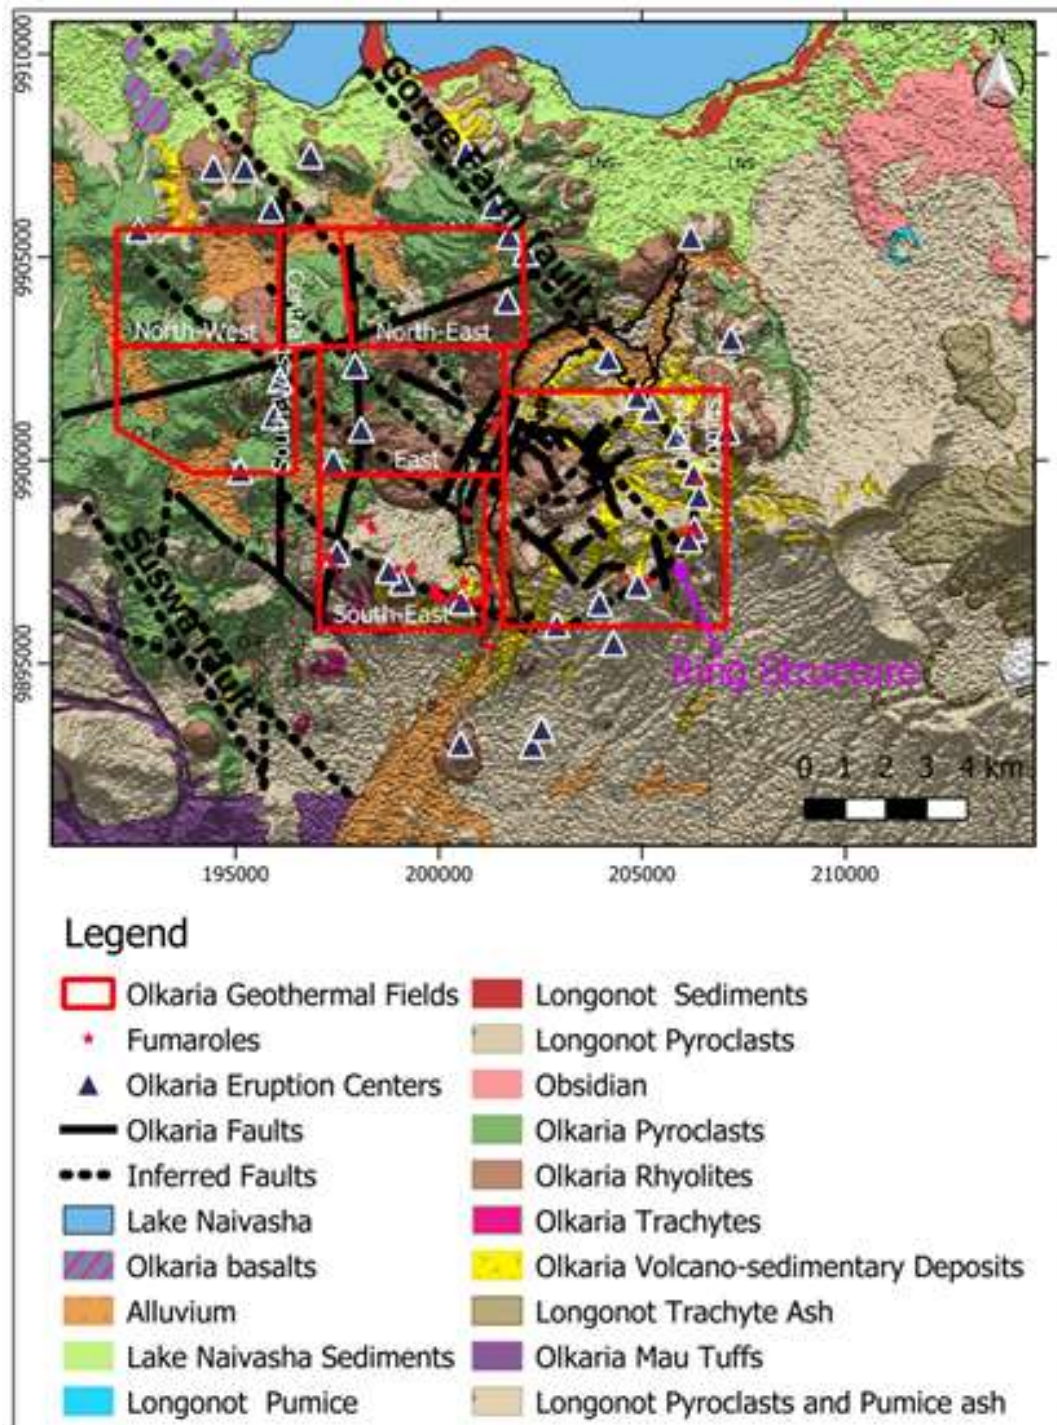 N
9910000
9905000
9900000
9895000
Gorge Farm fault
LNS
LNS
North-West
North-East
East
South-East
Suswa fault
Ring Structure
0 1 2 3 4 km
195000
200000
205000
210000
Legend
Olkaria Geothermal Fields
Fumaroles
Olkaria Eruption Centers
Olkaria Faults
Inferred Faults
Lake Naivasha
Olkaria basalts
Alluvium
Lake Naivasha Sediments
Longonot Pumice
Longonot Sediments
Longonot Pyroclasts
Obsidian
Olkaria Pyroclasts
Olkaria Rhyolites
Olkaria Trachytes
Olkaria Volcano-sedimentary Deposits
Longonot Trachyte Ash
Olkaria Mau Tuffs
Longonot Pyroclasts and Pumice ash